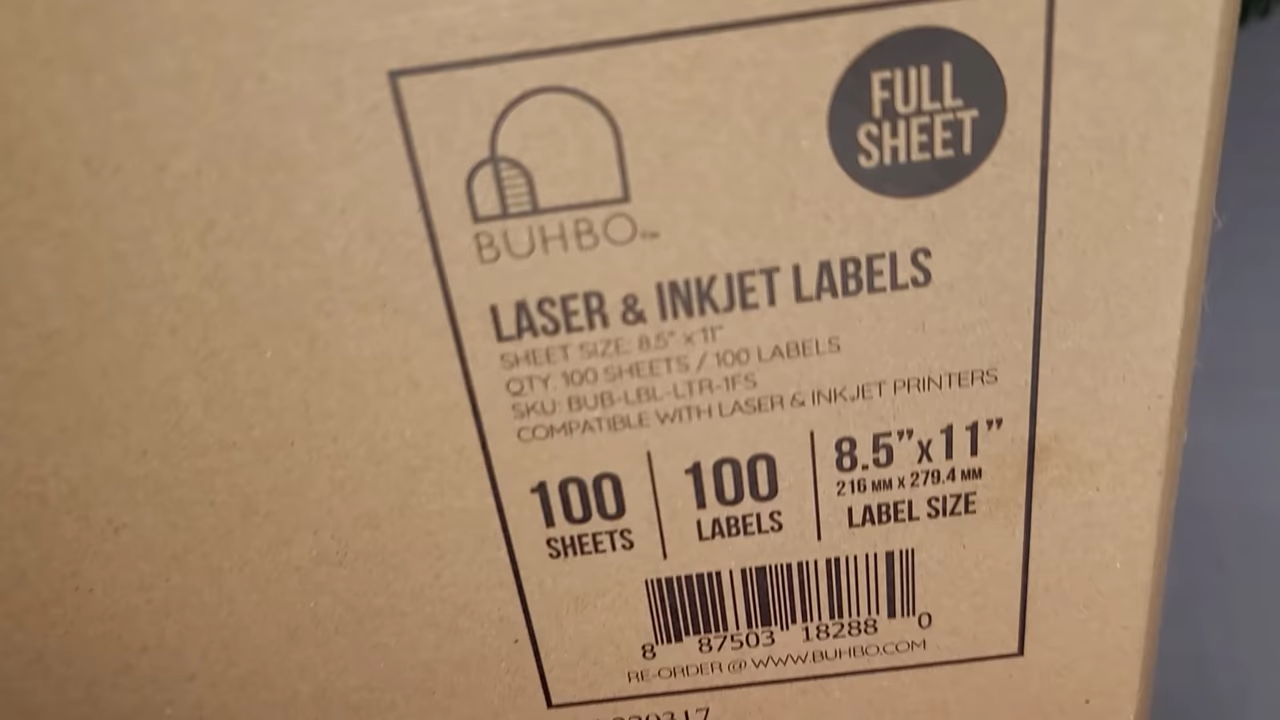 FULL
SHEET
BUHBO™
LASER & INKJET LABELS
SHEET SIZE: 8.5" x 11"
QTY: 100 SHEETS / 100 LABELS
SKU: BUB-LBL-LTR-1FS
COMPATIBLE WITH LASER & INKJET PRINTERS
100
SHEETS
100
LABELS
8.5”x11”
216 MM X 279.4 MM
LABEL SIZE
8 87503 18288 0
RE-ORDER @ WWW.BUHBO.COM